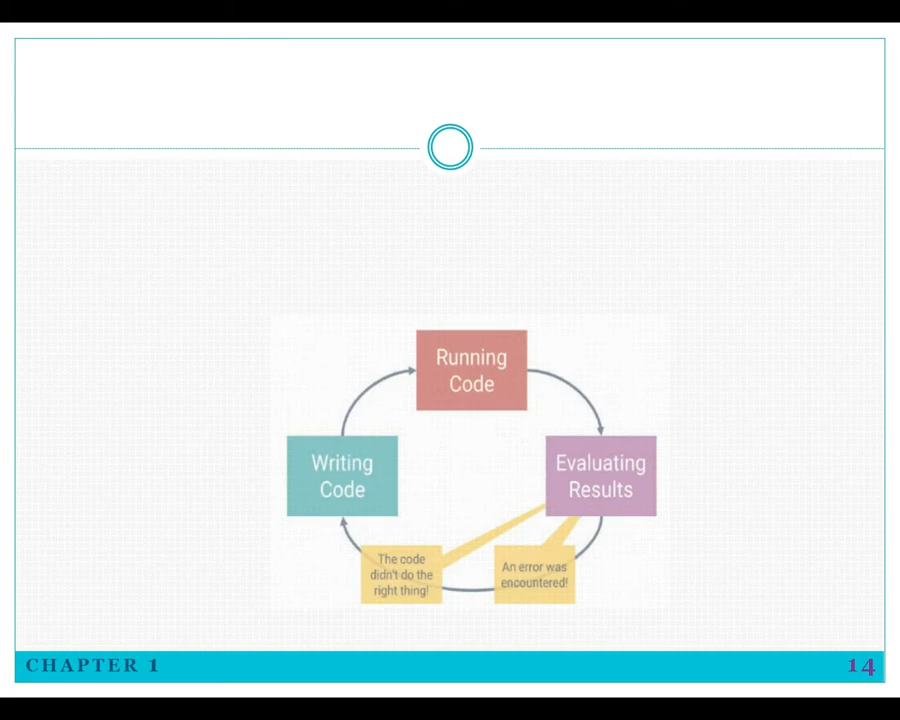 Running
Code
Writing
Code
Evaluating
Results
The code
didn't do the
right thing!
An error was
encountered!
CHAPTER 1
14